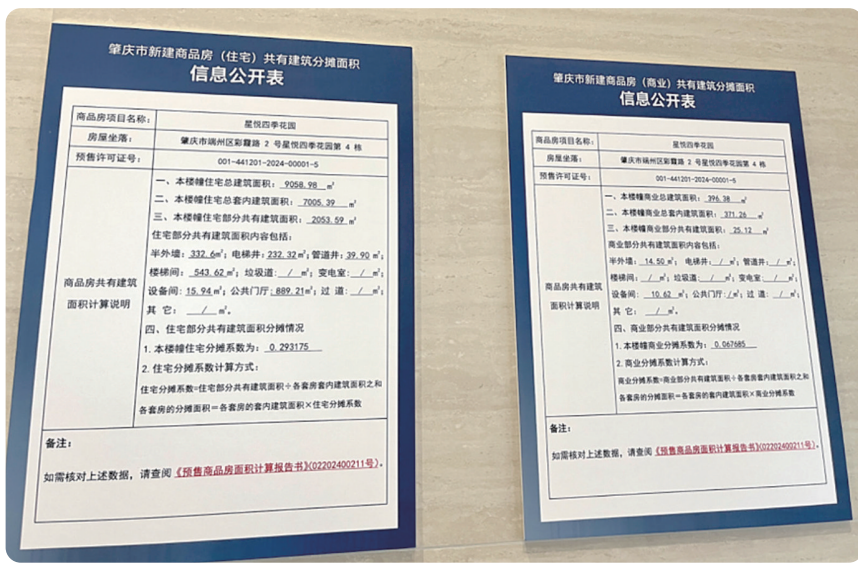 肇庆市新建商品房（住宅）共有建筑分摊面积
信息公开表
商品房项目名称： 星悦四季花园
房屋坐落： 肇庆市端州区彩霞路 2 号星悦四季花园第 4 栋
预售许可证号： 001-441201-2024-00001-5
商品房共有建筑
面积计算说明
一、本楼幢住宅总建筑面积：9058.98 ㎡
二、本楼幢住宅总套内建筑面积：7005.39 ㎡
三、本楼幢住宅部分共有建筑面积：2053.59 ㎡
住宅部分共有建筑面积内容包括：
半外墙：332.6㎡；电梯井：232.32㎡；管道井：39.90 ㎡；
楼梯间：543.62㎡；垃圾道：/ ㎡；变电室：/ ㎡；
设备间：15.94㎡；公共门厅：889.21㎡；过 道：/ ㎡；
其 它： / ㎡。
四、住宅部分共有建筑面积分摊情况
1.本楼幢住宅分摊系数为：0.293175
2.住宅分摊系数计算方式：
住宅分摊系数=住宅部分共有建筑面积÷各套房套内建筑面积之和
各套房的分摊面积＝各套房的套内建筑面积×住宅分摊系数
备注：
如需核对上述数据，请查阅《预售商品房面积计算报告书》(02202400211号)。
肇庆市新建商品房（商业）共有建筑分摊面积
信息公开表
商品房项目名称： 星悦四季花园
房屋坐落： 肇庆市端州区彩霞路 2 号星悦四季花园第 4 栋
预售许可证号： 001-441201-2024-00001-5
商品房共有建筑
面积计算说明
一、本楼幢商业总建筑面积：396.38 ㎡
二、本楼幢商业总套内建筑面积：371.26 ㎡
三、本楼幢商业部分共有建筑面积：25.12 ㎡
商业部分共有建筑面积内容包括：
半外墙：14.50 ㎡；电梯井：/ ㎡；管道井：/ ㎡；
楼梯间：/ ㎡；垃圾道：/ ㎡；变电室：/ ㎡；
设备间：10.62 ㎡；公共门厅：/㎡；过 道：/ ㎡；
其 它： / ㎡。
四、商业部分共有建筑面积分摊情况
1.本楼幢商业分摊系数为：0.067685
2.商业分摊系数计算方式：
商业分摊系数=商业部分共有建筑面积÷各套房套内建筑面积之和
各套房的分摊面积＝各套房的套内建筑面积×商业分摊系数
备注：
如需核对上述数据，请查阅《预售商品房面积计算报告书》(02202400211号)。